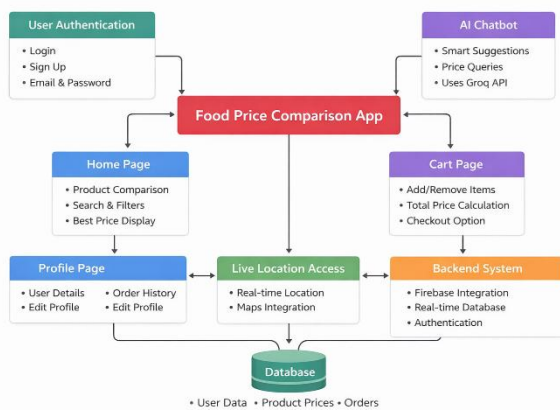 User Authentication
• Login
• Sign Up
• Email & Password
AI Chatbot
• Smart Suggestions
• Price Queries
• Uses Groq API
Food Price Comparison App
Home Page
• Product Comparison
• Search & Filters
• Best Price Display
Cart Page
• Add/Remove Items
• Total Price Calculation
• Checkout Option
Profile Page
• User Details • Order History
• Edit Profile • Edit Profile
Live Location Access
• Real-time Location
• Maps Integration
Backend System
• Firebase Integration
• Real-time Database
• Authentication
Database
• User Data • Product Prices • Orders